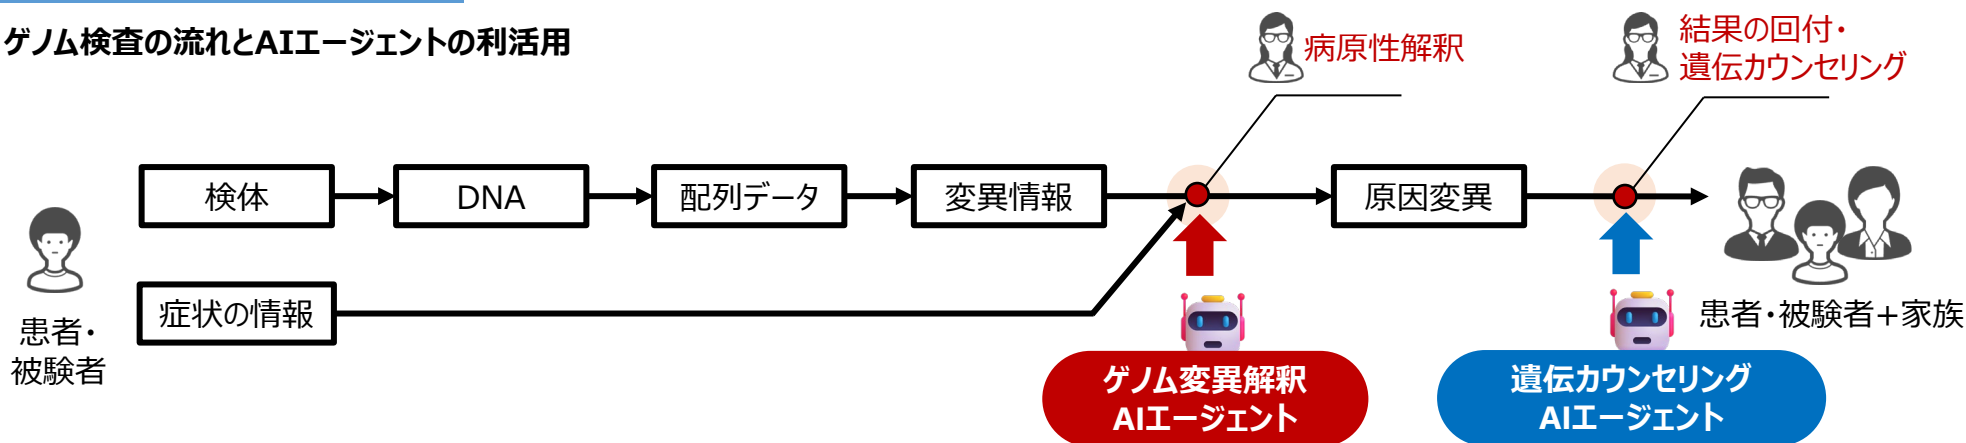 ゲノム検査の流れとAIエージェントの利活用
病原性解釈
結果の回付・
遺伝カウンセリング
検体
DNA
配列データ
変異情報
原因変異
症状の情報
患者・
被験者
患者・被験者+家族
ゲノム変異解釈
AIエージェント
遺伝カウンセリング
AIエージェント